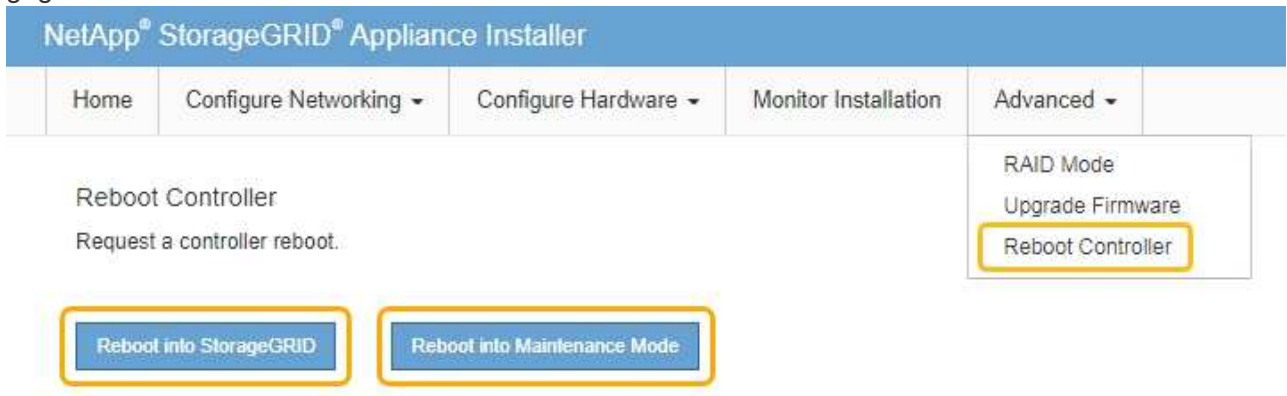 NetApp® StorageGRID® Appliance Installer
Home Configure Networking Configure Hardware Monitor Installation Advanced
RAID Mode
Upgrade Firmware
Reboot Controller
Reboot Controller
Request a controller reboot.
Reboot into StorageGRID Reboot into Maintenance Mode